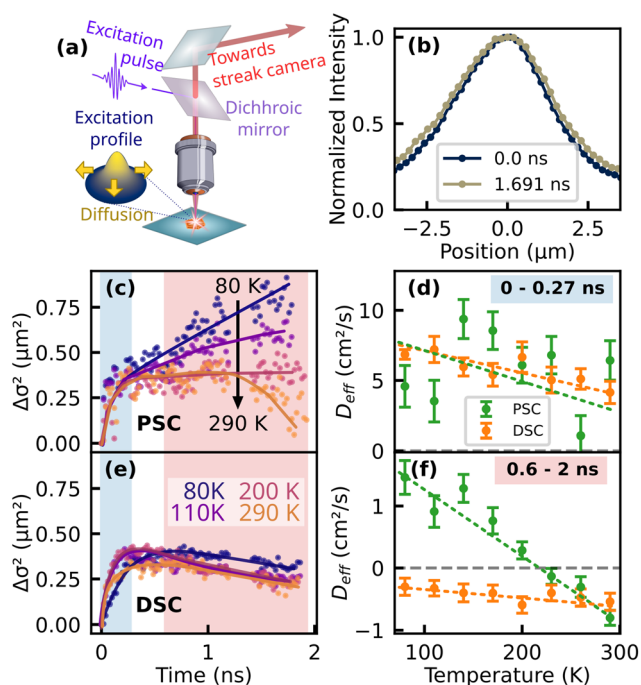 (a)
Excitation
pulse
Towards
streak camera
Dichhroic
mirror
Excitation
profile
Diffusion
(b)
Normalized Intensity
1.0
0.5
0.0
0.0 ns
1.691 ns
−2.5 0.0 2.5
Position (μm)
(c)
Δσ² (μm²)
0.75
0.50
0.25
0.00
80 K
290 K
PSC
(d)
0 - 0.27 ns
D_eff (cm²/s)
10
5
0
PSC
DSC
(e)
Δσ² (μm²)
0.75
0.50
0.25
0.00
80K 200 K
110K 290 K
DSC
0 1 2
Time (ns)
(f)
0.6 - 2 ns
D_eff (cm²/s)
1
0
−1
100 200 300
Temperature (K)